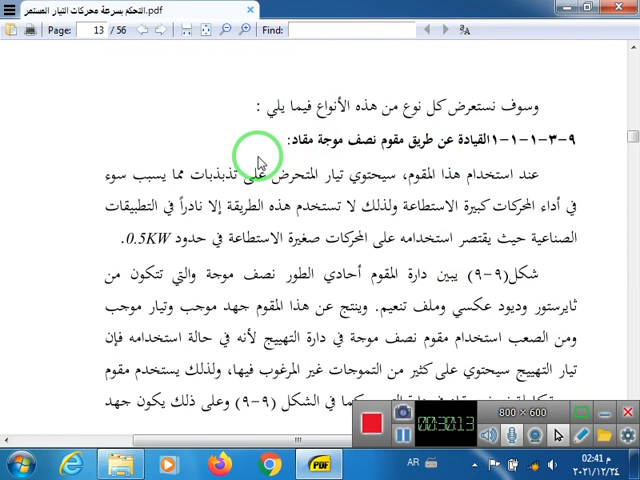 التحكم بسرعة محركات التيار المستمر.pdf
Page: 13 / 56 Find:
وسوف نستعرض كل نوع من هذه الأنواع فيما يلي :
٩-٣-١-١-١القيادة عن طريق مقوم نصف موجة مقاد:
عند استخدام هذا المقوم، سيحتوي تيار المتحرض على تذبذبات مما يسبب سوء
في أداء المحركات كبيرة الاستطاعة ولذلك لا تستخدم هذه الطريقة إلا نادراً في التطبيقات
الصناعية حيث يقتصر استخدامه على المحركات صغيرة الاستطاعة في حدود 0.5KW.
شكل(٩-٩) يبين دارة المقوم أحادي الطور نصف موجة والتي تتكون من
ثايرستور وديود عكسي وملف تنعيم. وينتج عن هذا المقوم جهد موجب وتيار موجب
ومن الصعب استخدام مقوم نصف موجة في دارة التهييج لأنه في حالة استخدامه فإن
تيار التهييج سيحتوي على كثير من التموجات غير المرغوب فيها، ولذلك يستخدم مقوم
كما في الشكل (٩-٩) وعلى ذلك يكون جهد
00:30.13
800 × 600
PDF
AR
02:41 م
٢٠٢١/١٢/٢٤